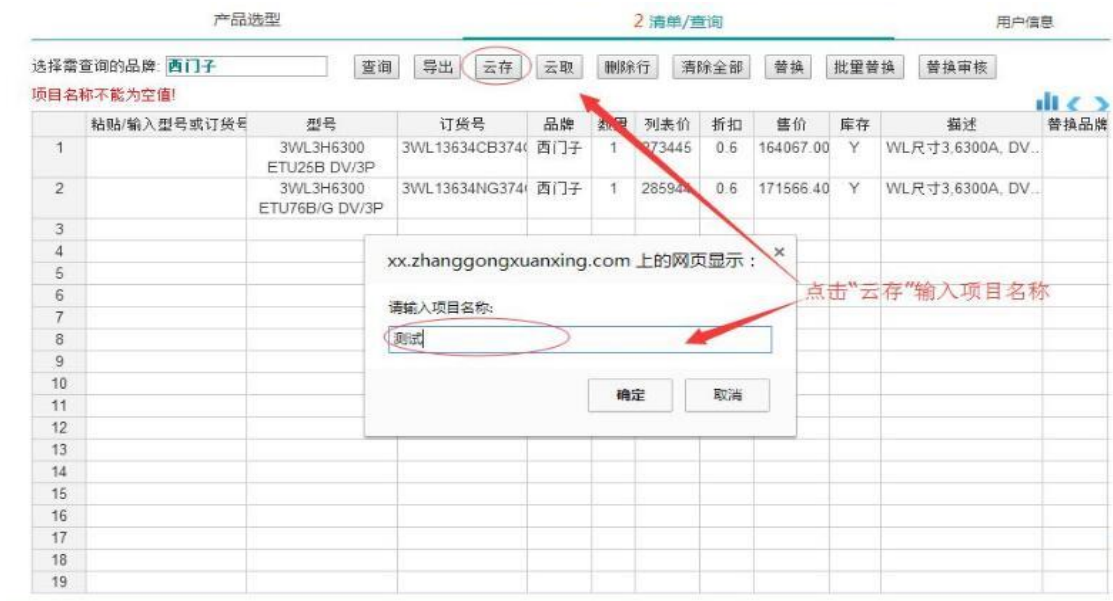 产品选型 2 清单/查询 用户信息
选择需查询的品牌: 西门子 查询 导出 云存 云取 删除行 清除全部 替换 批里替换 替换审核
项目名称不能为空值!
粘贴/输入型号或订货号 型号 订货号 品牌 列表价 折扣 售价 库存 描述 替换品牌
1 3WL3H6300 3WL13634CB374( 西门子 1 273445 0.6 164067.00 Y WL尺寸3,6300A, DV..
ETU25B DV/3P
2 3WL3H6300 3WL13634NG374( 西门子 1 285944 0.6 171566.40 Y WL尺寸3,6300A, DV..
ETU76B/G DV/3P
3
4
xx.zhanggongxuanxing.com 上的网页显示: ×
5
点击“云存”输入项目名称
6
请输入项目名称:
7
8 测试
9
10
确定 取消
11
12
13
14
15
16
17
18
19